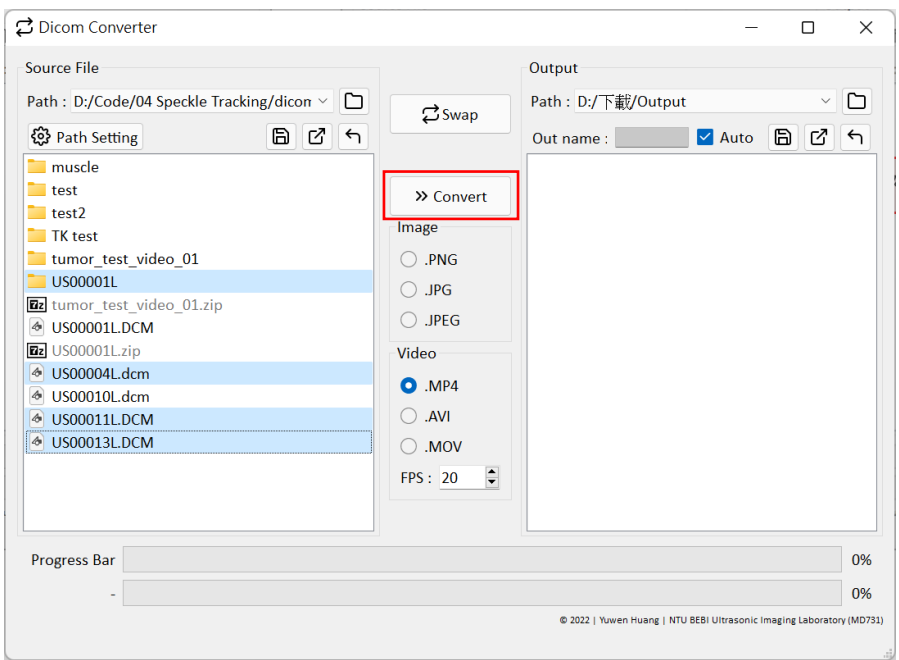 Dicom Converter
Source File
Path : D:/Code/04 Speckle Tracking/dicon
Path Setting
muscle
test
test2
TK test
tumor_test_video_01
US00001L
7z tumor_test_video_01.zip
US00001L.DCM
7z US00001L.zip
US00004L.dcm
US00010L.dcm
US00011L.DCM
US00013L.DCM
Swap
Convert
Image
.PNG
.JPG
.JPEG
Video
.MP4
.AVI
.MOV
FPS : 20
Output
Path : D:/下載/Output
Out name : Auto
Progress Bar 0%
- 0%
© 2022 | Yuwen Huang | NTU BEBI Ultrasonic Imaging Laboratory (MD731)